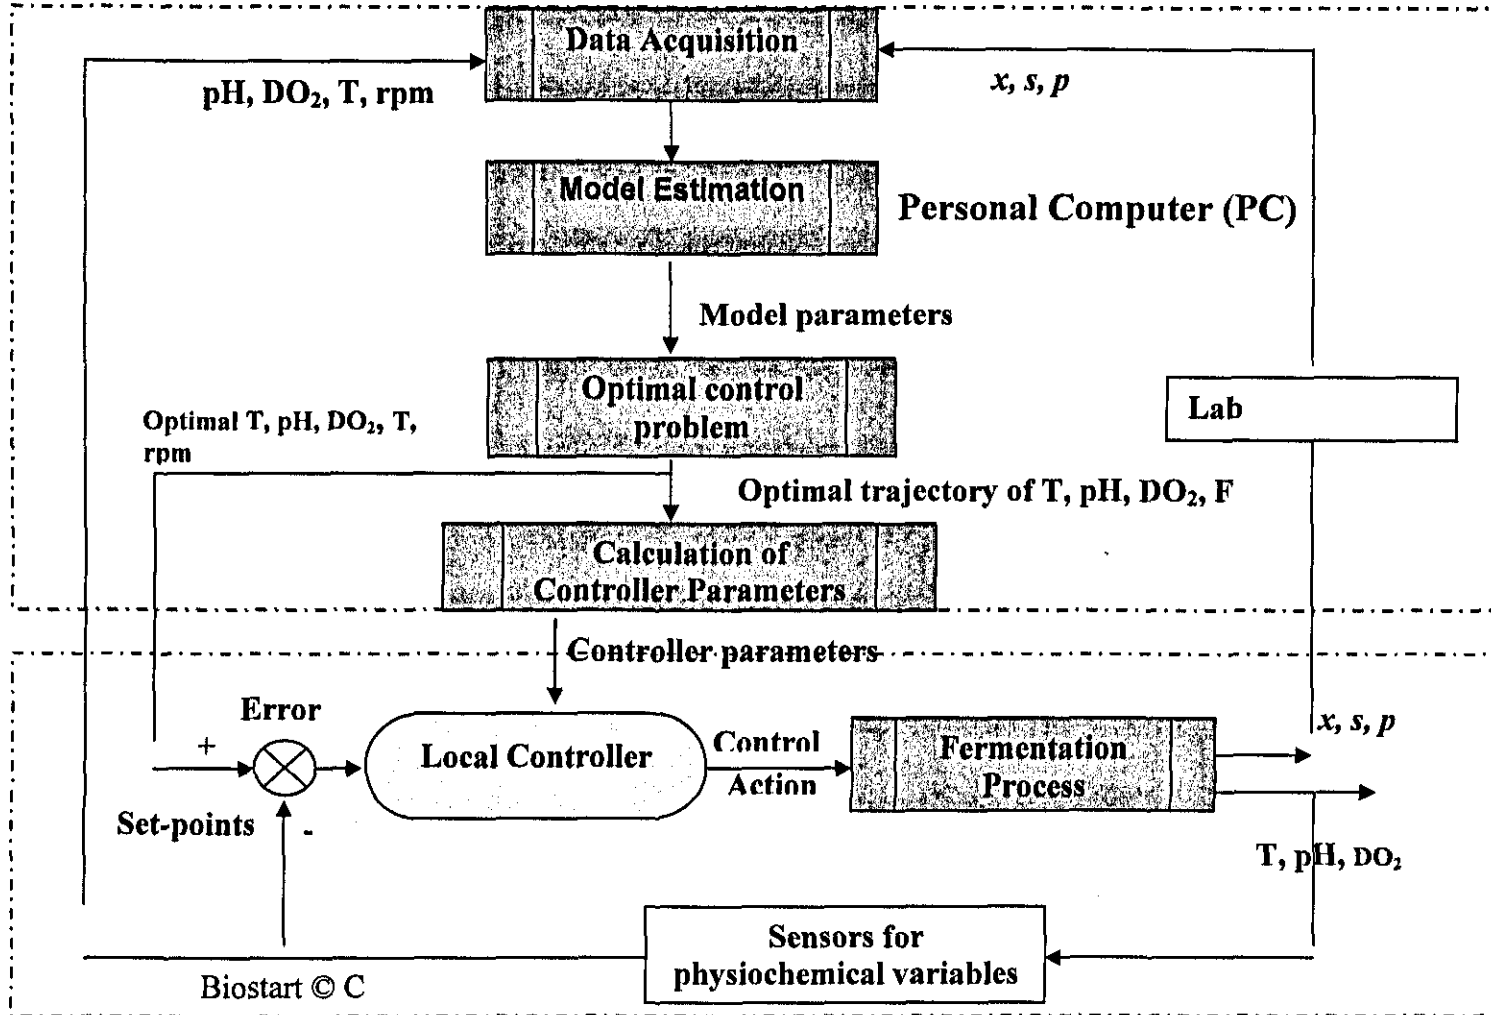 Data Acquisition
pH, DO₂, T, rpm
x, s, p
Model Estimation
Personal Computer (PC)
Model parameters
Optimal control
problem
Lab
Optimal T, pH, DO₂, T,
rpm
Optimal trajectory of T, pH, DO₂, F
Calculation of
Controller Parameters
Controller parameters
Error
+
Local Controller
Control
Action
Fermentation
Process
x, s, p
Set-points
-
T, pH, DO₂
Sensors for
physiochemical variables
Biostart © C